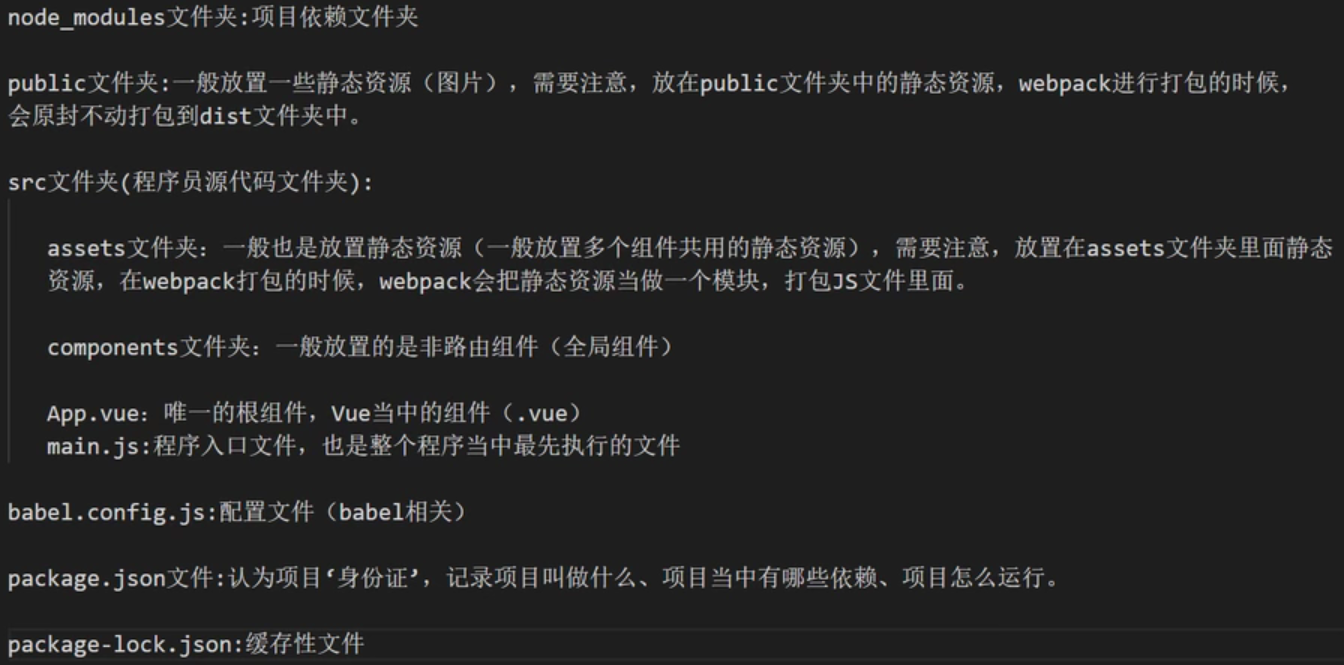 node_modules文件夹:项目依赖文件夹
public文件夹:一般放置一些静态资源（图片），需要注意，放在public文件夹中的静态资源，webpack进行打包的时候，
会原封不动打包到dist文件夹中。
src文件夹(程序员源代码文件夹):
assets文件夹：一般也是放置静态资源（一般放置多个组件共用的静态资源），需要注意，放置在assets文件夹里面静态
资源，在webpack打包的时候，webpack会把静态资源当做一个模块，打包JS文件里面。
components文件夹：一般放置的是非路由组件（全局组件）
App.vue：唯一的根组件，Vue当中的组件（.vue）
main.js:程序入口文件，也是整个程序当中最先执行的文件
babel.config.js:配置文件（babel相关）
package.json文件:认为项目‘身份证’，记录项目叫做什么、项目当中有哪些依赖、项目怎么运行。
package-lock.json:缓存性文件